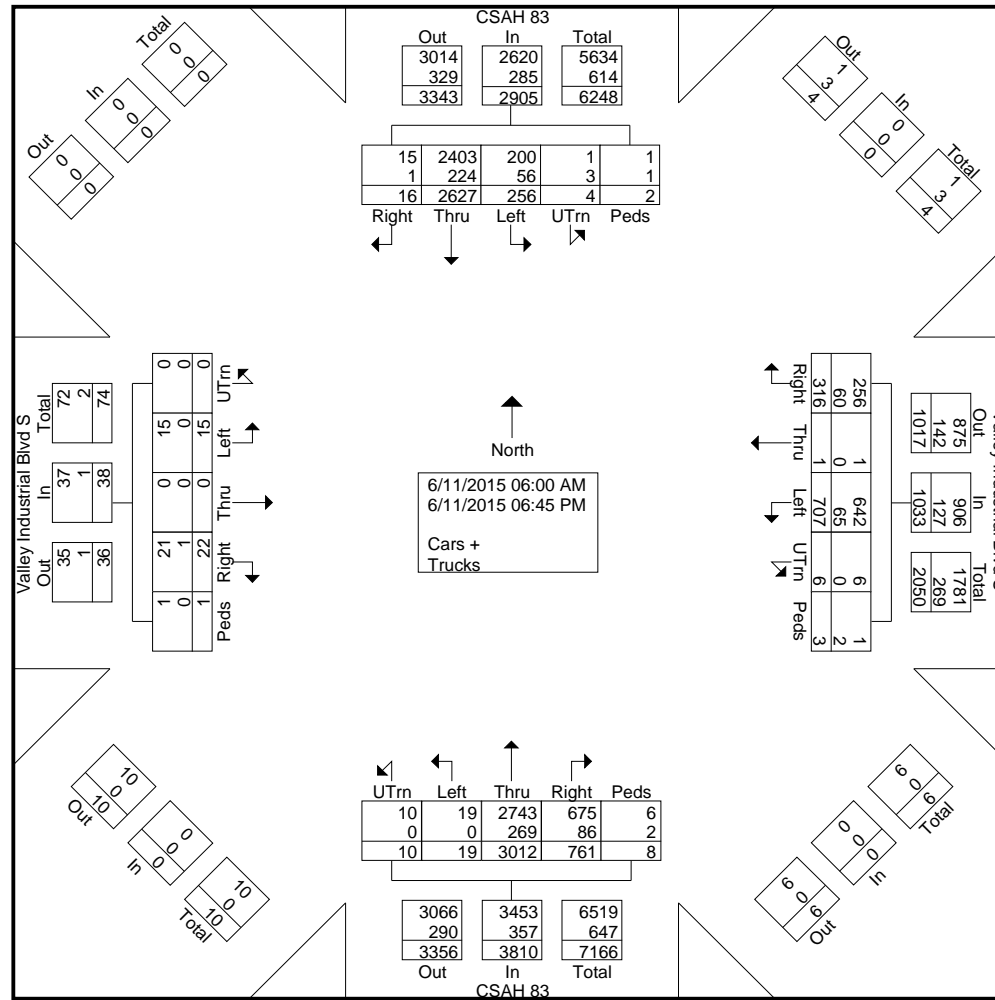 CSAH 83
Out In Total
3014 2620 5634
329 285 614
3343 2905 6248
15 2403 200 1 1
1 224 56 3 1
16 2627 256 4 2
Right Thru Left UTrn Peds
Total
0
0
0
In
0
0
0
Out
0
0
0
Out
1
3
4
In
0
0
0
Total
1
3
4
Valley Industrial Blvd S
Total In Out
72 37 35
2 1 1
74 38 36
0 15 0 21 1
0 0 0 1 0
0 15 0 22 1
UTrn Left Thru Right Peds
North
6/11/2015 06:00 AM
6/11/2015 06:45 PM
Cars +
Trucks
Right Thru Left UTrn Peds
316 1 707 6 3
60 0 65 0 2
256 1 642 6 1
Out In Total
1017 1033 2050
142 127 269
875 906 1781
UTrn Left Thru Right Peds
10 19 2743 675 6
0 0 269 86 2
10 19 3012 761 8
3066 3453 6519
290 357 647
3356 3810 7166
Out In Total
CSAH 83
10
0
10
Out
0
0
0
In
10
0
10
Total
6
0
6
Total
0
0
0
In
6
0
6
Out